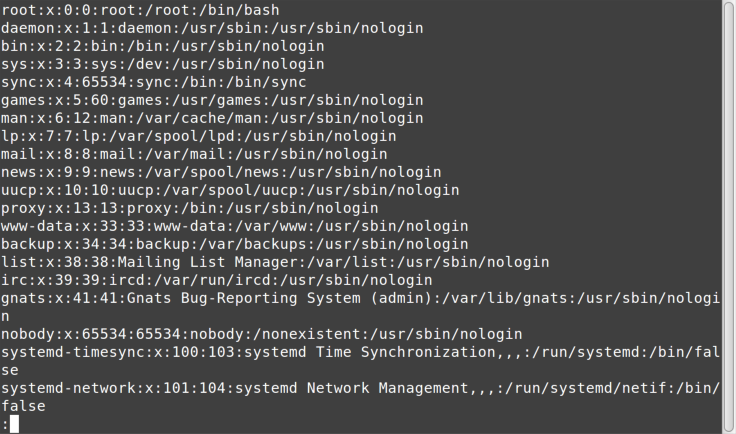 root:x:0:0:root:/root:/bin/bash
daemon:x:1:1:daemon:/usr/sbin:/usr/sbin/nologin
bin:x:2:2:bin:/bin:/usr/sbin/nologin
sys:x:3:3:sys:/dev:/usr/sbin/nologin
sync:x:4:65534:sync:/bin:/bin/sync
games:x:5:60:games:/usr/games:/usr/sbin/nologin
man:x:6:12:man:/var/cache/man:/usr/sbin/nologin
lp:x:7:7:lp:/var/spool/lpd:/usr/sbin/nologin
mail:x:8:8:mail:/var/mail:/usr/sbin/nologin
news:x:9:9:news:/var/spool/news:/usr/sbin/nologin
uucp:x:10:10:uucp:/var/spool/uucp:/usr/sbin/nologin
proxy:x:13:13:proxy:/bin:/usr/sbin/nologin
www-data:x:33:33:www-data:/var/www:/usr/sbin/nologin
backup:x:34:34:backup:/var/backups:/usr/sbin/nologin
list:x:38:38:Mailing List Manager:/var/list:/usr/sbin/nologin
irc:x:39:39:ircd:/var/run/ircd:/usr/sbin/nologin
gnats:x:41:41:Gnats Bug-Reporting System (admin):/var/lib/gnats:/usr/sbin/nologi
n
nobody:x:65534:65534:nobody:/nonexistent:/usr/sbin/nologin
systemd-timesync:x:100:103:systemd Time Synchronization,,,:/run/systemd:/bin/fal
se
systemd-network:x:101:104:systemd Network Management,,,:/run/systemd/netif:/bin/
false
: